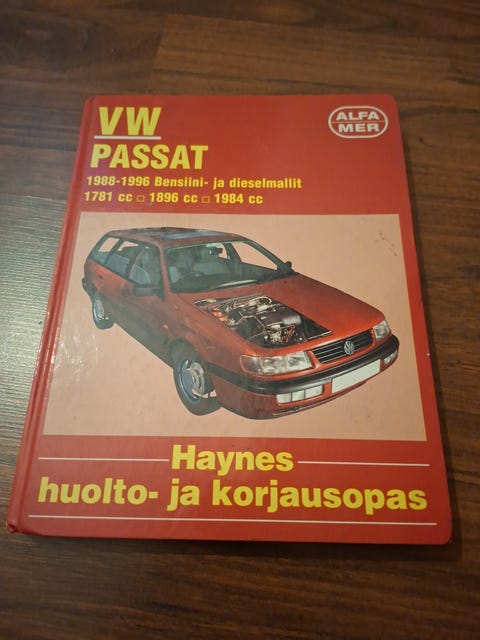 VW
PASSAT
1988-1996 Bensiini- ja dieselmallit
1781 cc □ 1896 cc □ 1984 cc
ALFA
MER
Haynes
huolto- ja korjausopas